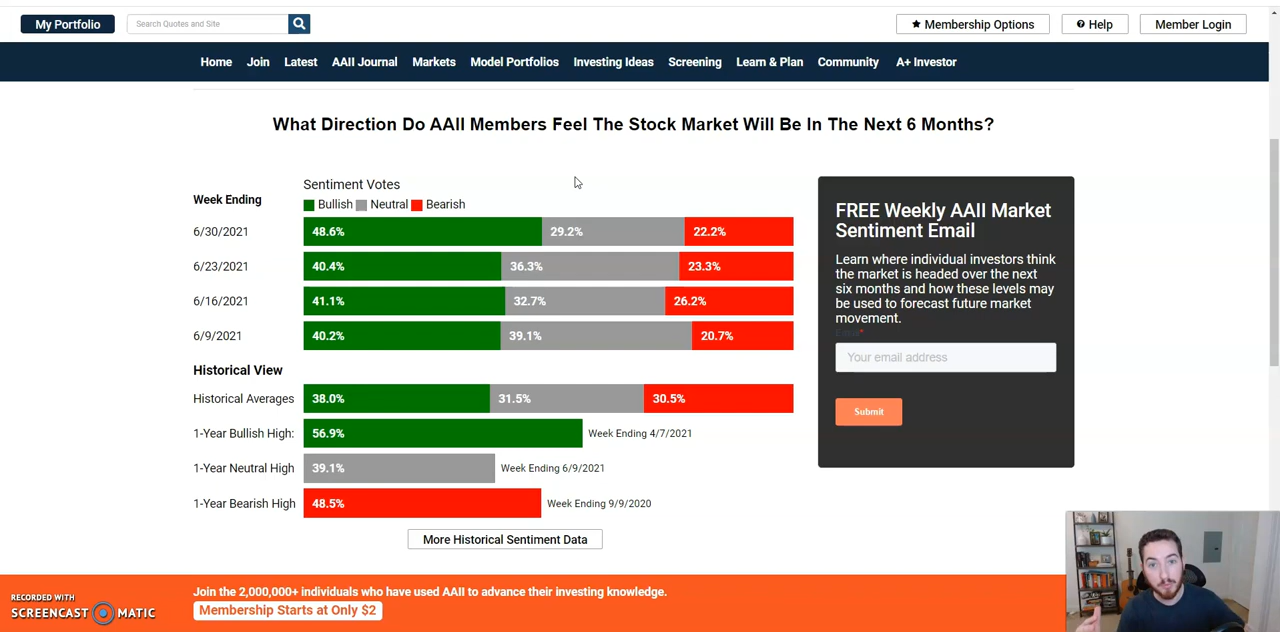 My Portfolio
Search Quotes and Site
Membership Options
Help
Member Login
Home Join Latest AAII Journal Markets Model Portfolios Investing Ideas Screening Learn & Plan Community A+ Investor
What Direction Do AAII Members Feel The Stock Market Will Be In The Next 6 Months?
Sentiment Votes
Week Ending
Bullish Neutral Bearish
6/30/2021 48.6% 29.2% 22.2%
6/23/2021 40.4% 36.3% 23.3%
6/16/2021 41.1% 32.7% 26.2%
6/9/2021 40.2% 39.1% 20.7%
Historical View
Historical Averages 38.0% 31.5% 30.5%
1-Year Bullish High: 56.9% Week Ending 4/7/2021
1-Year Neutral High 39.1% Week Ending 6/9/2021
1-Year Bearish High 48.5% Week Ending 9/9/2020
More Historical Sentiment Data
FREE Weekly AAII Market
Sentiment Email
Learn where individual investors think
the market is headed over the next
six months and how these levels may
be used to forecast future market
movement.
Email*
Your email address
Submit
Join the 2,000,000+ individuals who have used AAII to advance their investing knowledge.
Membership Starts at Only $2
RECORDED WITH
SCREENCAST MATIC